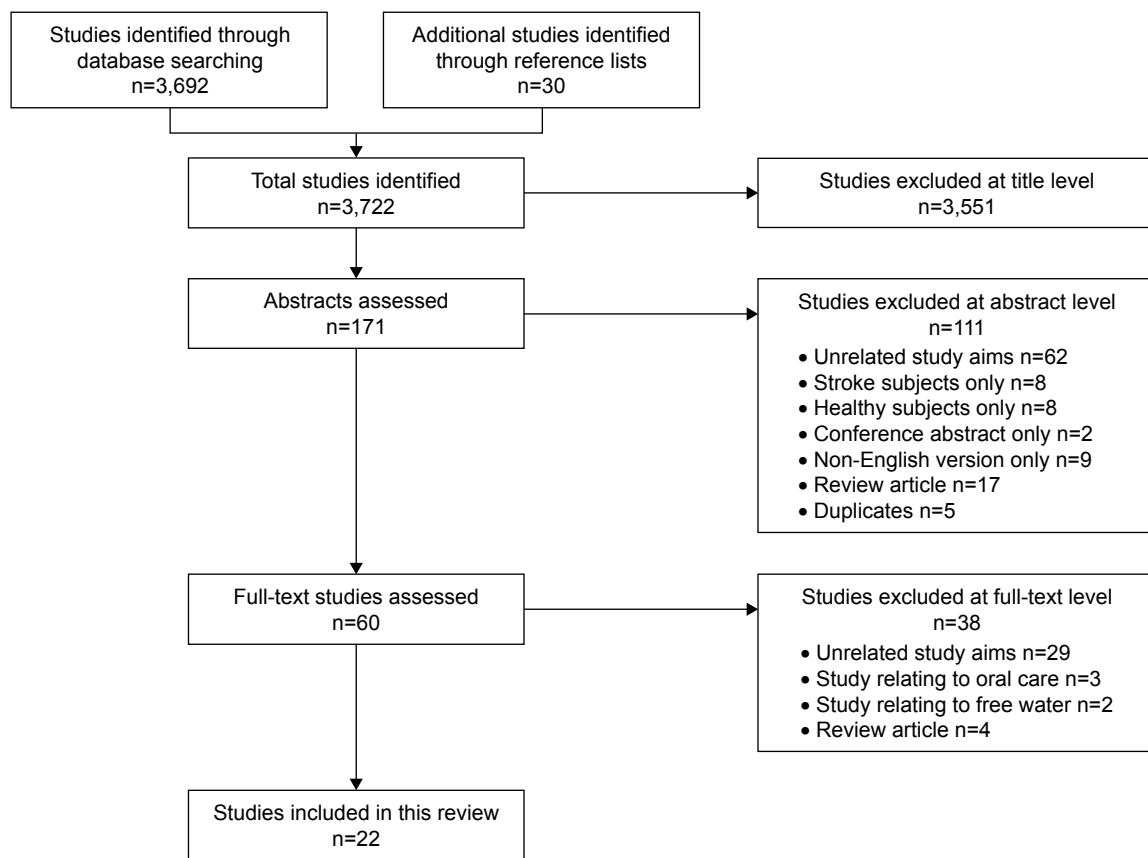 Studies identified through
database searching
n=3,692
Additional studies identified
through reference lists
n=30
Total studies identified
n=3,722
Studies excluded at title level
n=3,551
Abstracts assessed
n=171
Studies excluded at abstract level
n=111
• Unrelated study aims n=62
• Stroke subjects only n=8
• Healthy subjects only n=8
• Conference abstract only n=2
• Non-English version only n=9
• Review article n=17
• Duplicates n=5
Full-text studies assessed
n=60
Studies excluded at full-text level
n=38
• Unrelated study aims n=29
• Study relating to oral care n=3
• Study relating to free water n=2
• Review article n=4
Studies included in this review
n=22